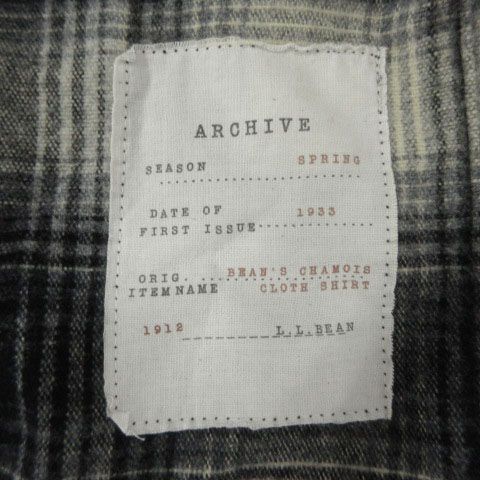 ARCHIVE
SEASON SPRING
DATE OF
FIRST ISSUE 1933
ORIG. BEAN'S CHAMOIS
ITEMNAME CLOTH SHIRT
1912 L.L.BEAN